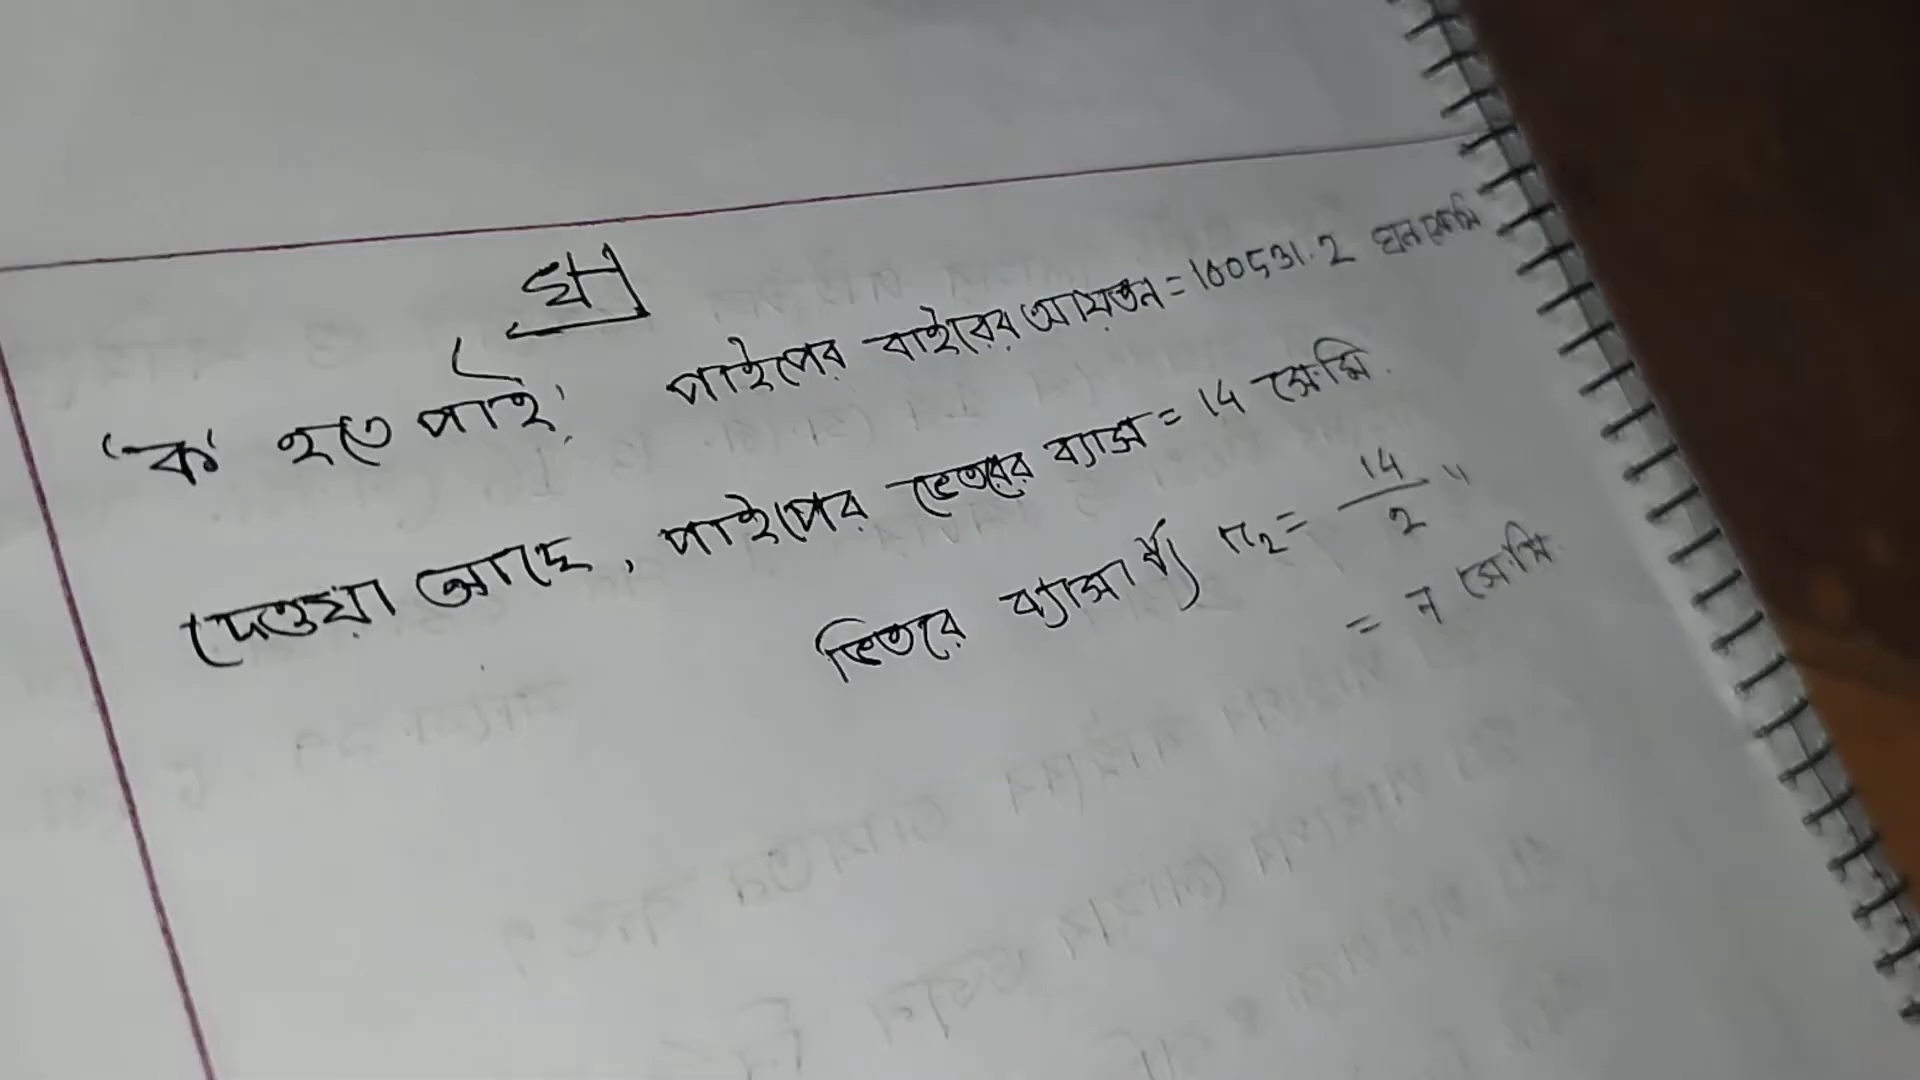 ঘ
'ক' হতে পাই, পাইপের বাইরের আয়তন = 100531.2 ঘন সেমি
দেওয়া আছে, পাইপের ভেতরের ব্যাস = 14 সে.মি.
ভিতরে ব্যাসার্ধ্য r₂ = 14/2 "
= 7 সে.মি.